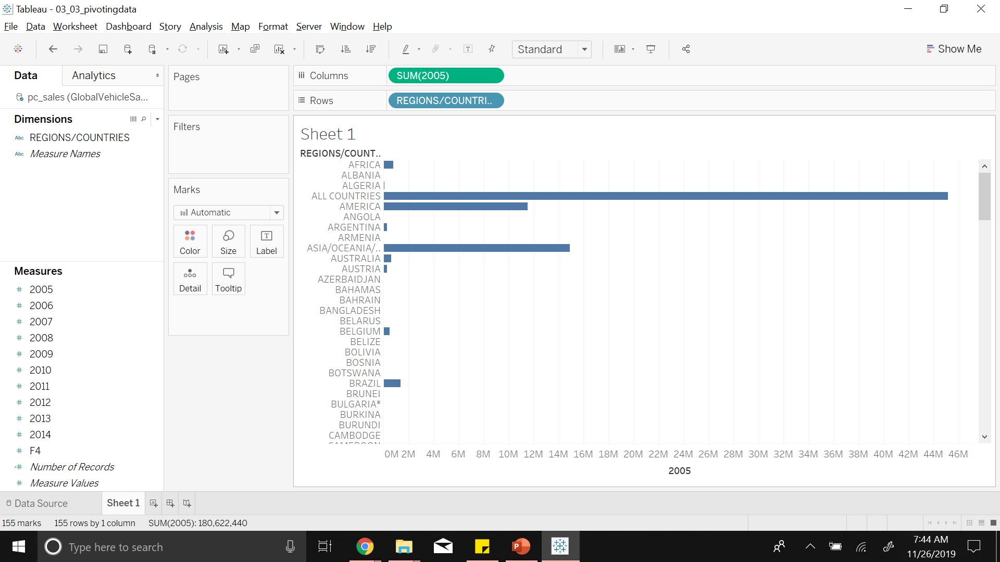 Tableau - 03_03_pivotingdata
File Data Worksheet Dashboard Story Analysis Map Format Server Window Help
Standard
Show Me
Data
Analytics
pc_sales (GlobalVehicleSa...
Dimensions
Abc REGIONS/COUNTRIES
Abc Measure Names
Measures
# 2005
# 2006
# 2007
# 2008
# 2009
# 2010
# 2011
# 2012
# 2013
# 2014
# F4
=# Number of Records
# Measure Values
Pages
Filters
Marks
Automatic
Color
Size
T
Label
Detail
Tooltip
Columns
SUM(2005)
Rows
REGIONS/COUNTRI..
Sheet 1
REGIONS/COUNT..
AFRICA
ALBANIA
ALGERIA
ALL COUNTRIES
AMERICA
ANGOLA
ARGENTINA
ARMENIA
ASIA/OCEANIA/..
AUSTRALIA
AUSTRIA
AZERBAIDJAN
BAHAMAS
BAHRAIN
BANGLADESH
BELARUS
BELGIUM
BELIZE
BOLIVIA
BOSNIA
BOTSWANA
BRAZIL
BRUNEI
BULGARIA*
BURKINA
BURUNDI
CAMBODGE
0M 2M 4M 6M 8M 10M 12M 14M 16M 18M 20M 22M 24M 26M 28M 30M 32M 34M 36M 38M 40M 42M 44M 46M
2005
Data Source
Sheet 1
155 marks
155 rows by 1 column
SUM(2005): 180,622,440
Type here to search
7:44 AM
11/26/2019